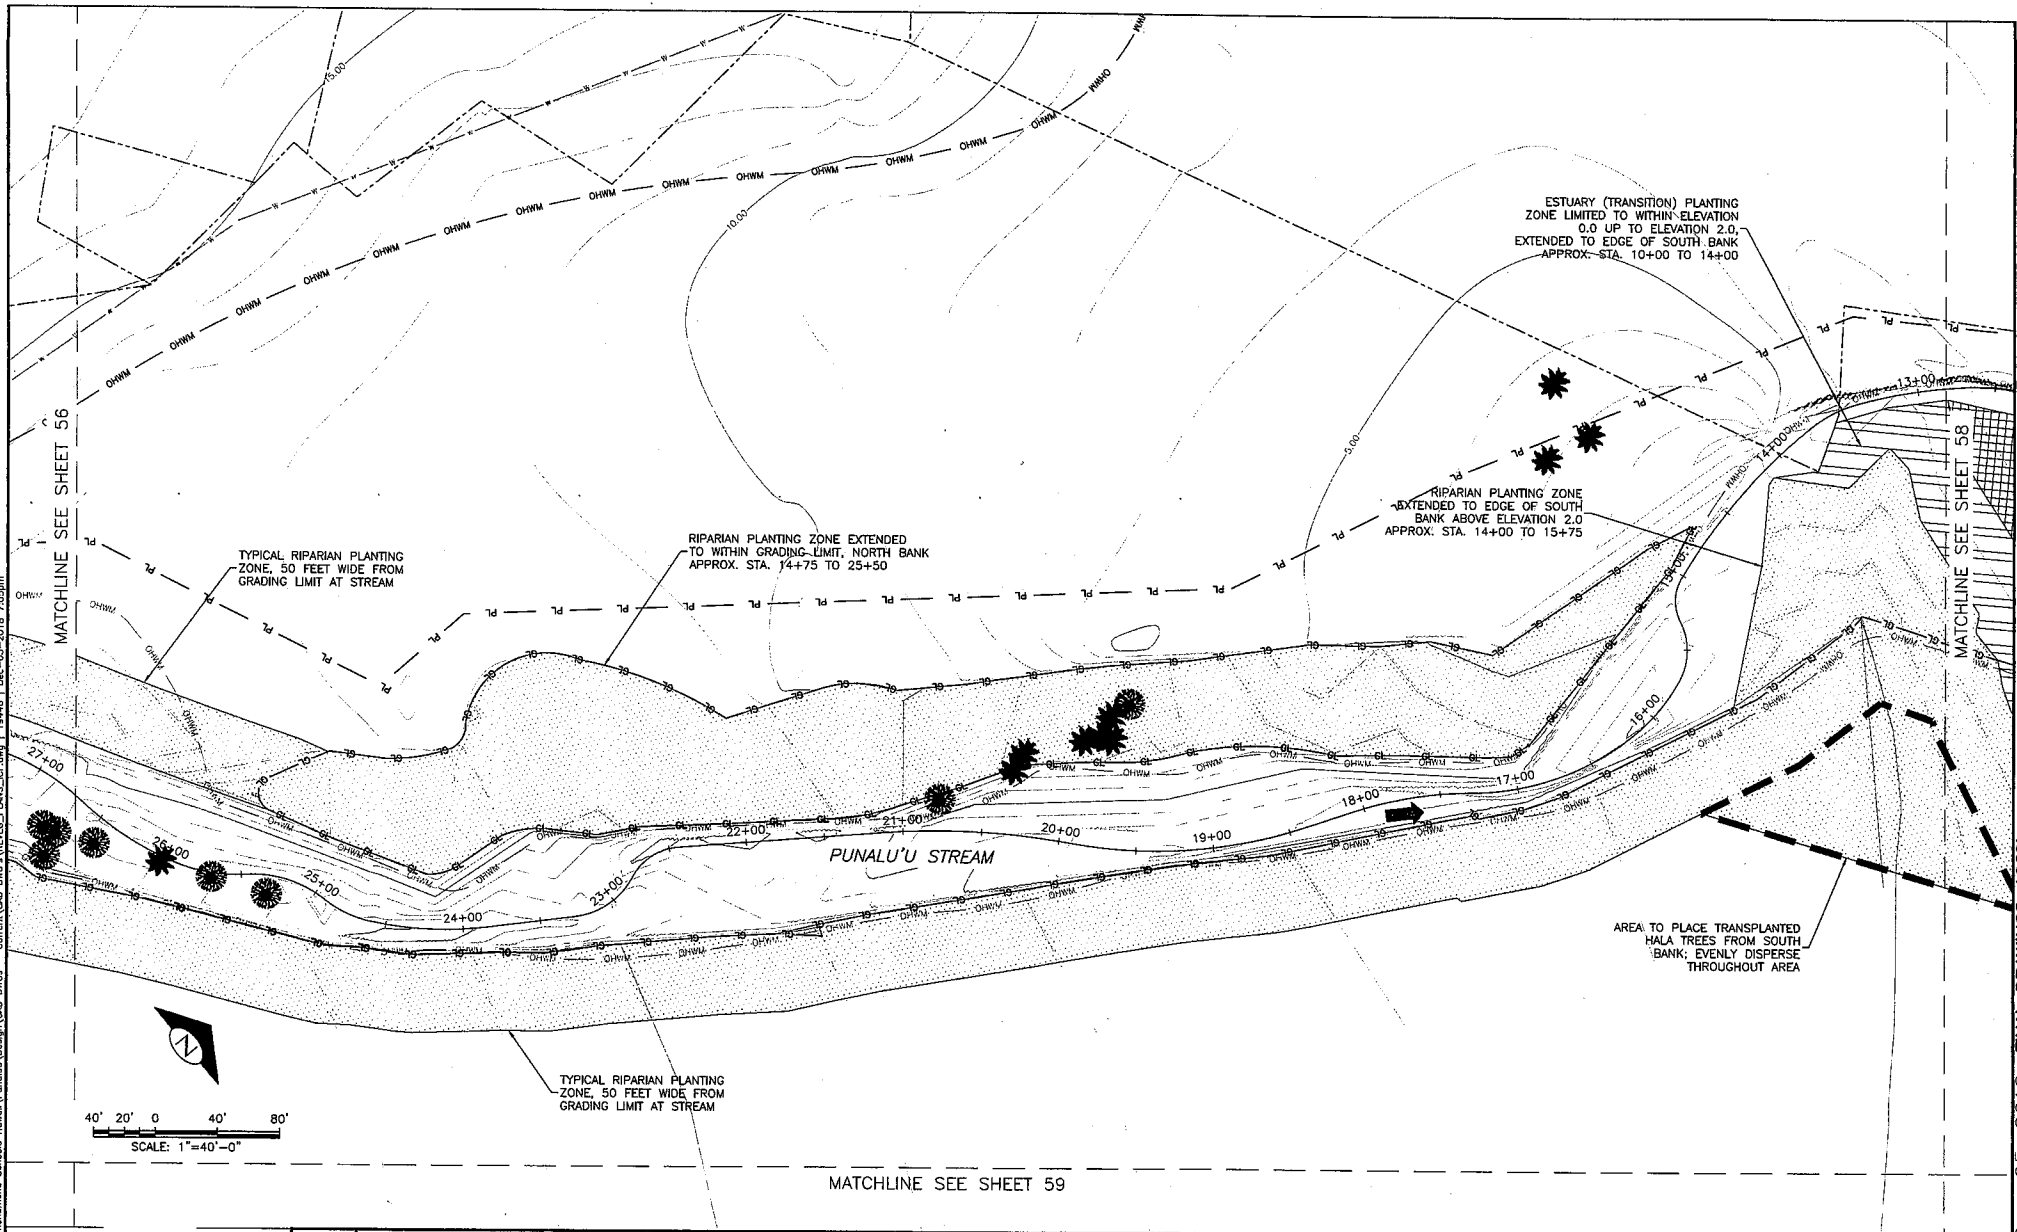 15.00
10.00
5.00
ESTUARY (TRANSITION) PLANTING
ZONE LIMITED TO WITHIN ELEVATION
0.0 UP TO ELEVATION 2.0,
EXTENDED TO EDGE OF SOUTH BANK
APPROX. STA. 10+00 TO 14+00
RIPARIAN PLANTING ZONE
EXTENDED TO EDGE OF SOUTH
BANK ABOVE ELEVATION 2.0
APPROX. STA. 14+00 TO 15+75
RIPARIAN PLANTING ZONE EXTENDED
TO WITHIN GRADING LIMIT, NORTH BANK
APPROX. STA. 14+75 TO 25+50
TYPICAL RIPARIAN PLANTING
ZONE, 50 FEET WIDE FROM
GRADING LIMIT AT STREAM
MATCHLINE SEE SHEET 56
MATCHLINE SEE SHEET 58
OHWM
PL
GL
W
13+00
14+00
15+00
16+00
17+00
18+00
19+00
20+00
21+00
22+00
23+00
24+00
25+00
26+00
27+00
PUNALU'U STREAM
AREA TO PLACE TRANSPLANTED
HALA TREES FROM SOUTH
BANK; EVENLY DISPERSE
THROUGHOUT AREA
TYPICAL RIPARIAN PLANTING
ZONE, 50 FEET WIDE FROM
GRADING LIMIT AT STREAM
N
40' 20' 0 40' 80'
SCALE: 1"=40'-0"
MATCHLINE SEE SHEET 59